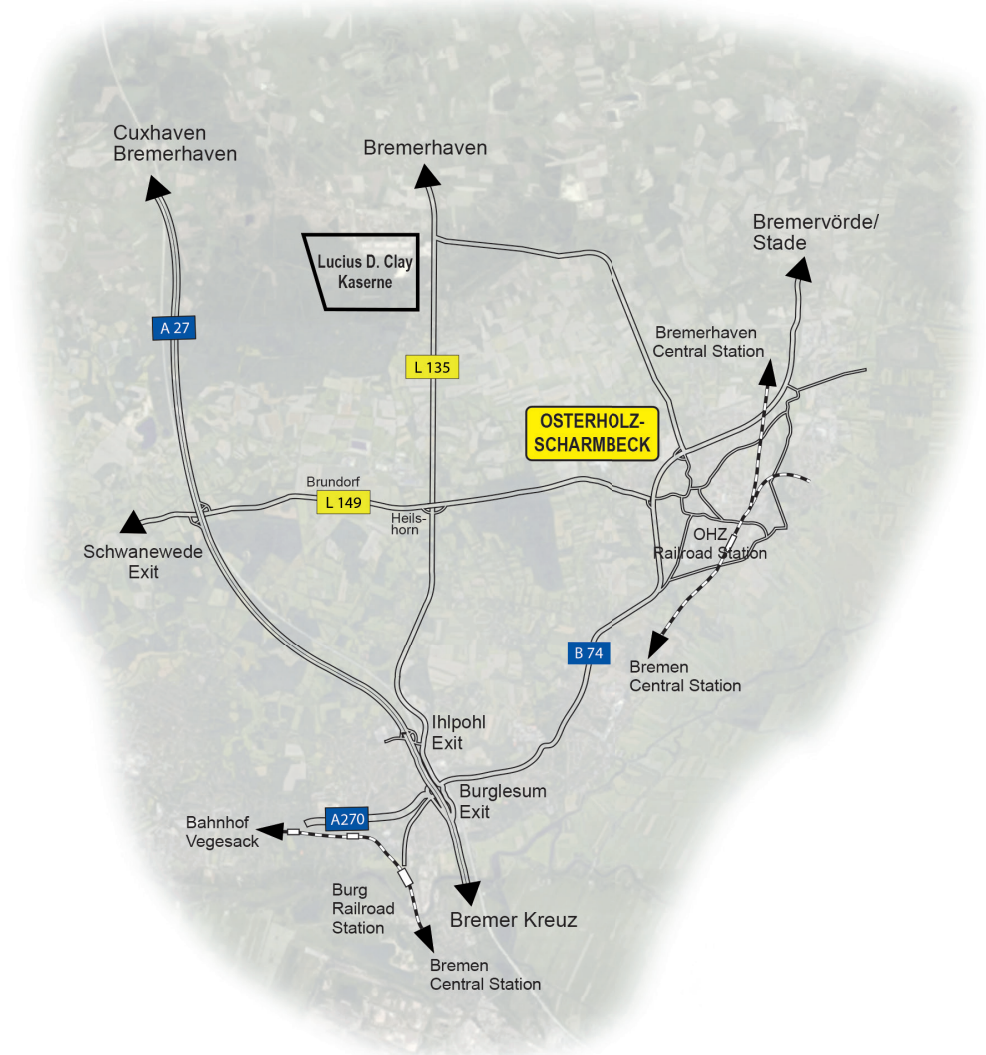 Cuxhaven
Bremerhaven
Bremerhaven
Bremervörde/
Stade
Lucius D. Clay
Kaserne
A 27
Bremerhaven
Central Station
L 135
OSTERHOLZ-
SCHARMBECK
Brundorf
L 149
Heils-
horn
OHZ
Railroad Station
Schwanewede
Exit
B 74
Bremen
Central Station
Ihlpohl
Exit
Burglesum
Exit
A270
Bahnhof
Vegesack
Burg
Railroad
Station
Bremer Kreuz
Bremen
Central Station